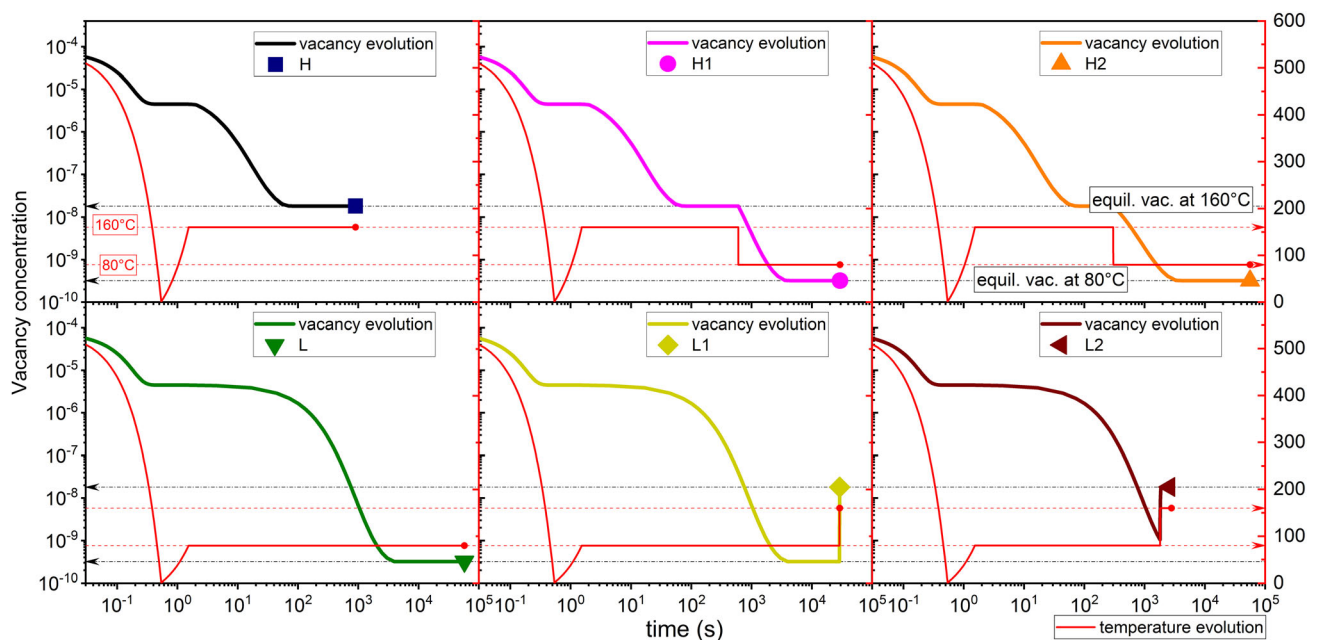 vacancy evolution
H
vacancy evolution
H1
vacancy evolution
H2
10⁻⁴
10⁻⁵
10⁻⁶
10⁻⁷
10⁻⁸
10⁻⁹
10⁻¹⁰
600
500
400
300
200
100
0
160°C
80°C
equil. vac. at 160°C
equil. vac. at 80°C
Vacancy concentration
vacancy evolution
L
vacancy evolution
L1
vacancy evolution
L2
10⁻⁴
10⁻⁵
10⁻⁶
10⁻⁷
10⁻⁸
10⁻⁹
10⁻¹⁰
500
400
300
200
100
0
10⁻¹ 10⁰ 10¹ 10² 10³ 10⁴ 10⁵ 10⁻¹ 10⁰ 10¹ 10² 10³ 10⁴ 10⁵ 10⁻¹ 10⁰ 10¹ 10² 10³ 10⁴ 10⁵
time (s)
temperature evolution